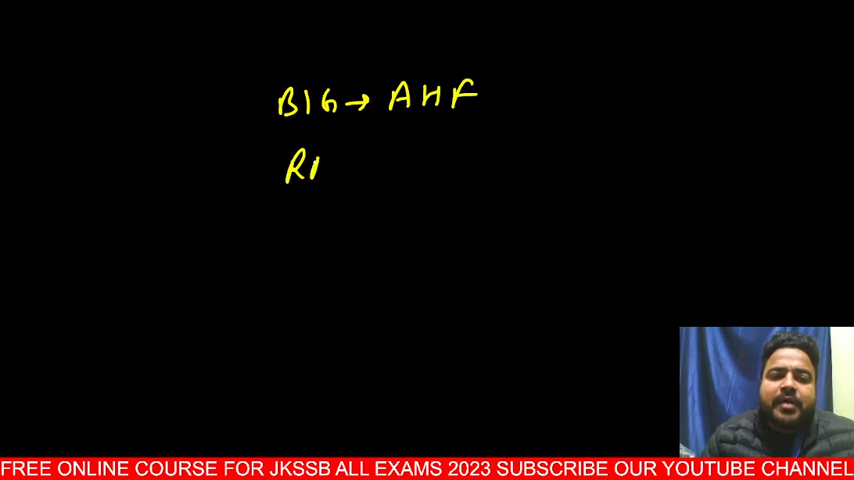 BIG → AHF
RI
FREE ONLINE COURSE FOR JKSSB ALL EXAMS 2023 SUBSCRIBE OUR YOUTUBE CHANNEL